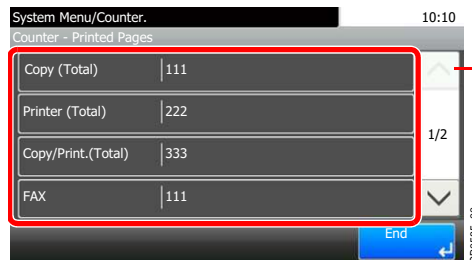 System Menu/Counter. 10:10
Counter - Printed Pages
Copy (Total) 111
Printer (Total) 222
1/2
Copy/Print.(Total) 333
FAX 111
End